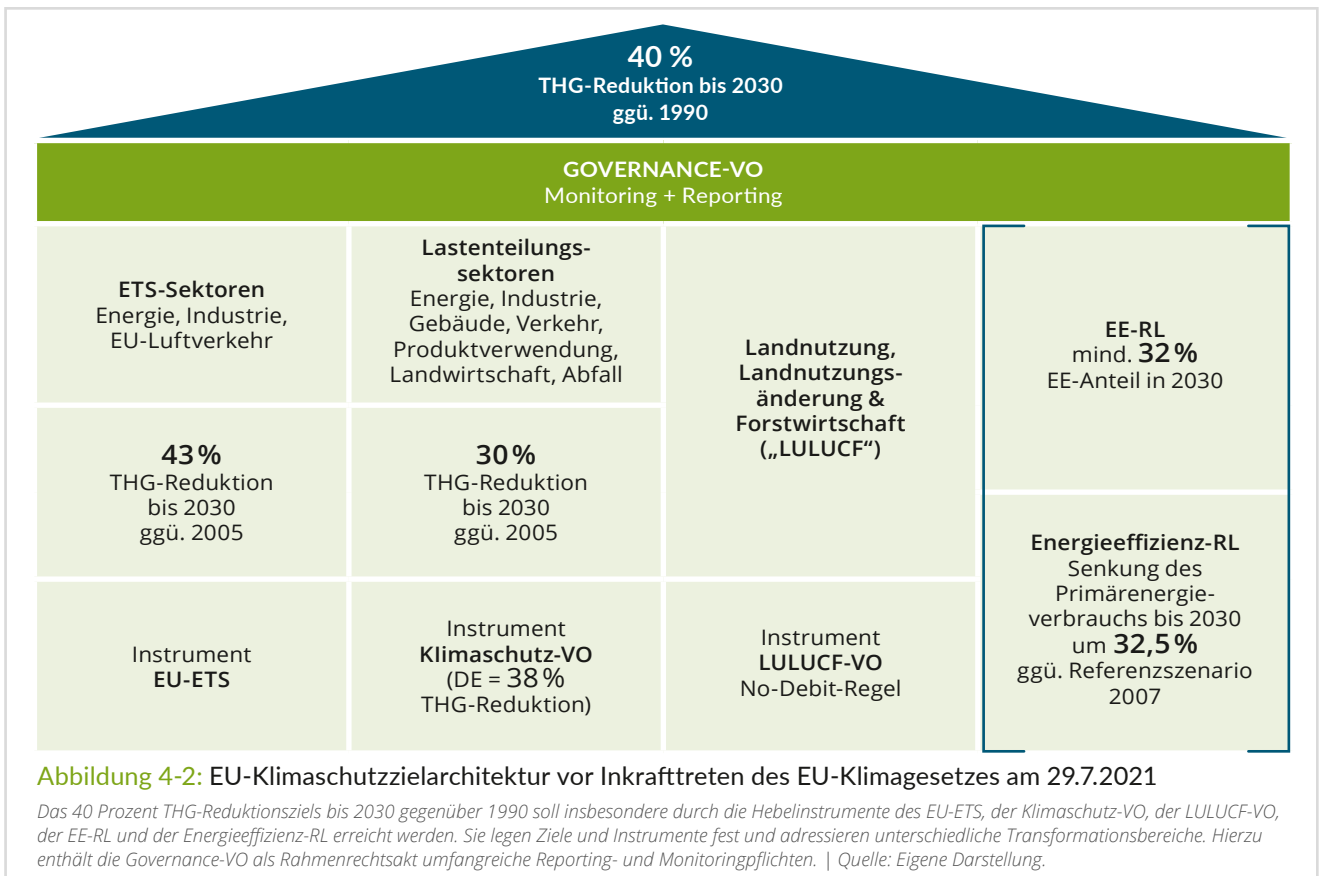 40 %
THG-Reduktion bis 2030
ggü. 1990
GOVERNANCE-VO
Monitoring + Reporting
ETS-Sektoren
Energie, Industrie,
EU-Luftverkehr
43 %
THG-Reduktion
bis 2030
ggü. 2005
Instrument
EU-ETS
Lastenteilungs-
sektoren
Energie, Industrie,
Gebäude, Verkehr,
Produktverwendung,
Landwirtschaft, Abfall
30 %
THG-Reduktion
bis 2030
ggü. 2005
Instrument
Klimaschutz-VO
(DE = 38 %
THG-Reduktion)
Landnutzung,
Landnutzungs-
änderung &
Forstwirtschaft
(„LULUCF“)
Instrument
LULUCF-VO
No-Debit-Regel
EE-RL
mind. 32 %
EE-Anteil in 2030
Energieeffizienz-RL
Senkung des
Primärenergie-
verbrauchs bis 2030
um 32,5 %
ggü. Referenzszenario
2007
Abbildung 4-2: EU-Klimaschutzzielarchitektur vor Inkrafttreten des EU-Klimagesetzes am 29.7.2021
Das 40 Prozent THG-Reduktionsziels bis 2030 gegenüber 1990 soll insbesondere durch die Hebelinstrumente des EU-ETS, der Klimaschutz-VO, der LULUCF-VO,
der EE-RL und der Energieeffizienz-RL erreicht werden. Sie legen Ziele und Instrumente fest und adressieren unterschiedliche Transformationsbereiche. Hierzu
enthält die Governance-VO als Rahmenrechtsakt umfangreiche Reporting- und Monitoringpflichten. | Quelle: Eigene Darstellung.